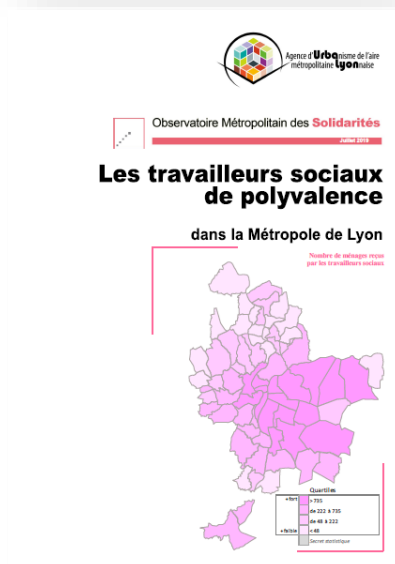 Agence d'Urbanisme de l'aire
métropolitaine Lyonnaise
Observatoire Métropolitain des Solidarités
Juillet 2019
Les travailleurs sociaux
de polyvalence
dans la Métropole de Lyon
Nombre de ménages reçus
par les travailleurs sociaux
Quartiles
+ fort > 735
de 222 à 735
de 48 à 222
+ faible < 48
Secret statistique